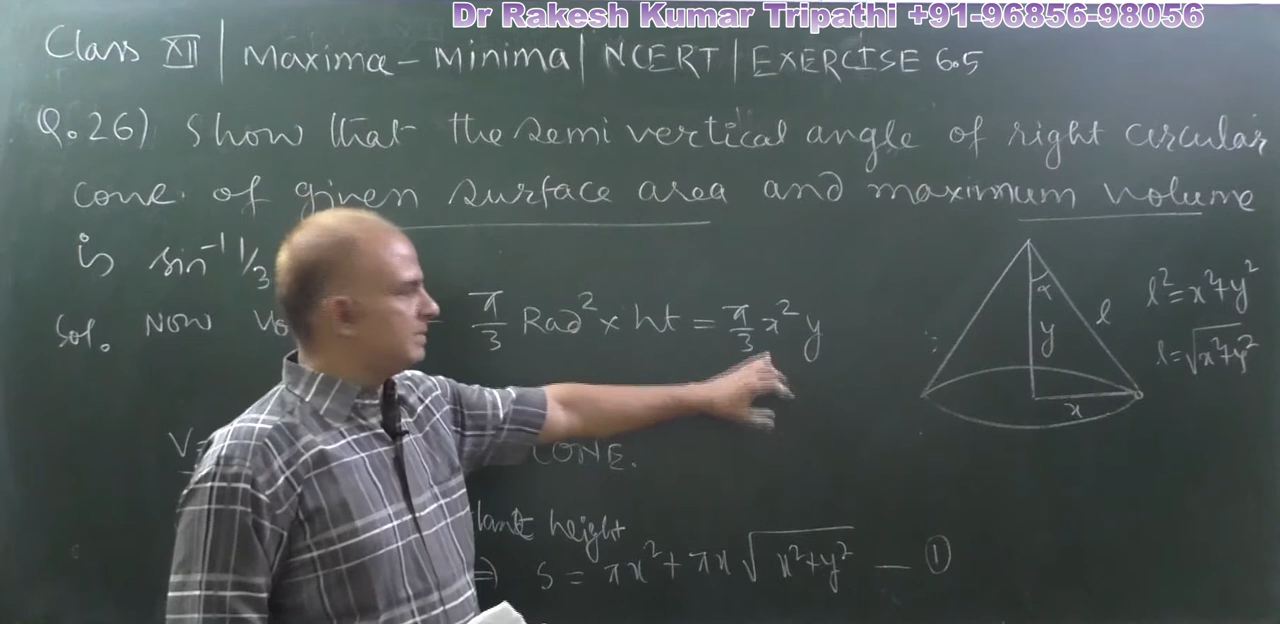 Dr Rakesh Kumar Tripathi +91-96856-98056
Class XII | Maxima - Minima | NCERT | EXERCISE 6.5
Q.26) Show that the semi vertical angle of right circular
cone of given surface area and maximum volume
is sin⁻¹ 1/3
Sol. NOW π/3 Rad² × ht = π/3 x² y
α
y
l
x
l² = x²+y²
l = √x²+y²
V= CONE.
height
⇒ S = πx² + πx √x²+y² — ①